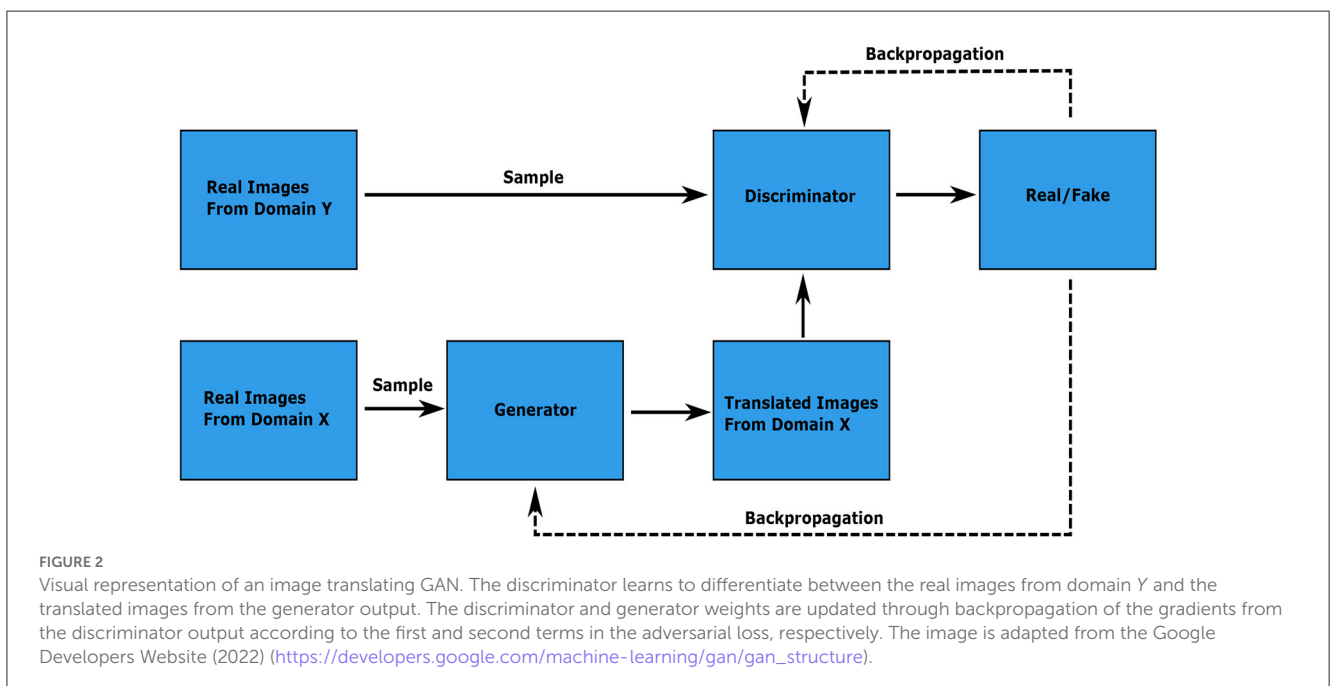 Backpropagation
Real Images
From Domain Y
Sample
Discriminator
Real/Fake
Real Images
From Domain X
Sample
Generator
Translated Images
From Domain X
Backpropagation
FIGURE 2
Visual representation of an image translating GAN. The discriminator learns to differentiate between the real images from domain Y and the
translated images from the generator output. The discriminator and generator weights are updated through backpropagation of the gradients from
the discriminator output according to the first and second terms in the adversarial loss, respectively. The image is adapted from the Google
Developers Website (2022) (https://developers.google.com/machine-learning/gan/gan_structure).